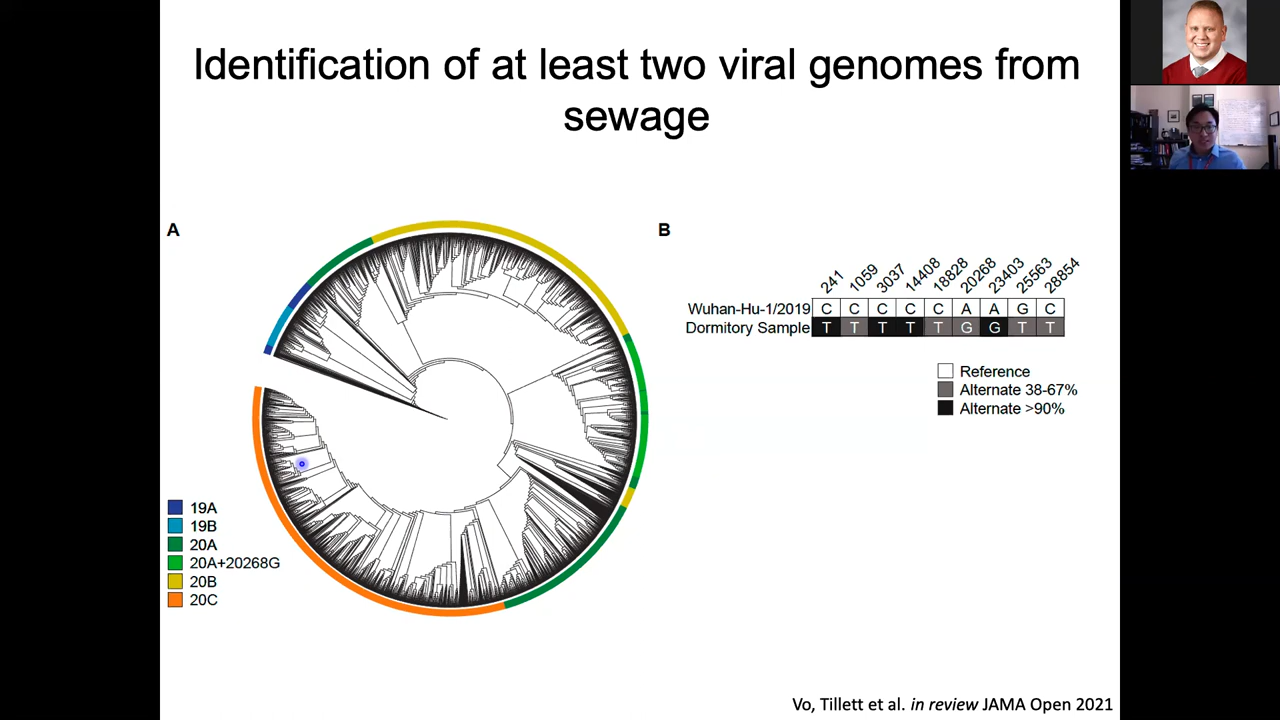 Identification of at least two viral genomes from
sewage
A
B
241 1059 3037 14408 18828 20268 23403 25563 28854
Wuhan-Hu-1/2019 C C C C C A A G C
Dormitory Sample T T T T T G G T T
Reference
Alternate 38-67%
Alternate >90%
19A
19B
20A
20A+20268G
20B
20C
Vo, Tillett et al. in review JAMA Open 2021